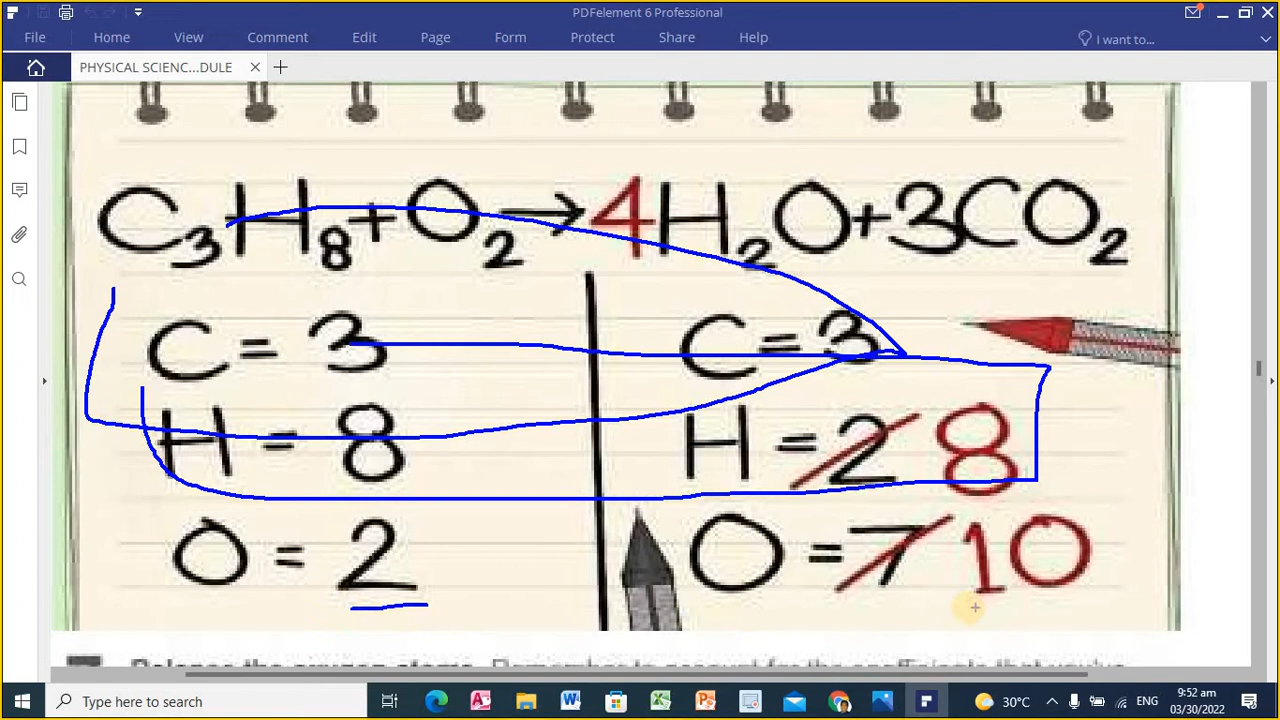 PDFelement 6 Professional
File Home View Comment Edit Page Form Protect Share Help I want to...
PHYSICAL SCIENC...DULE
C₃H₈+O₂→4H₂O+3CO₂
C = 3 C = 3
H = 8 H = 2 8
O = 2 O = 7 10
Type here to search
30°C ENG 9:52 am
03/30/2022